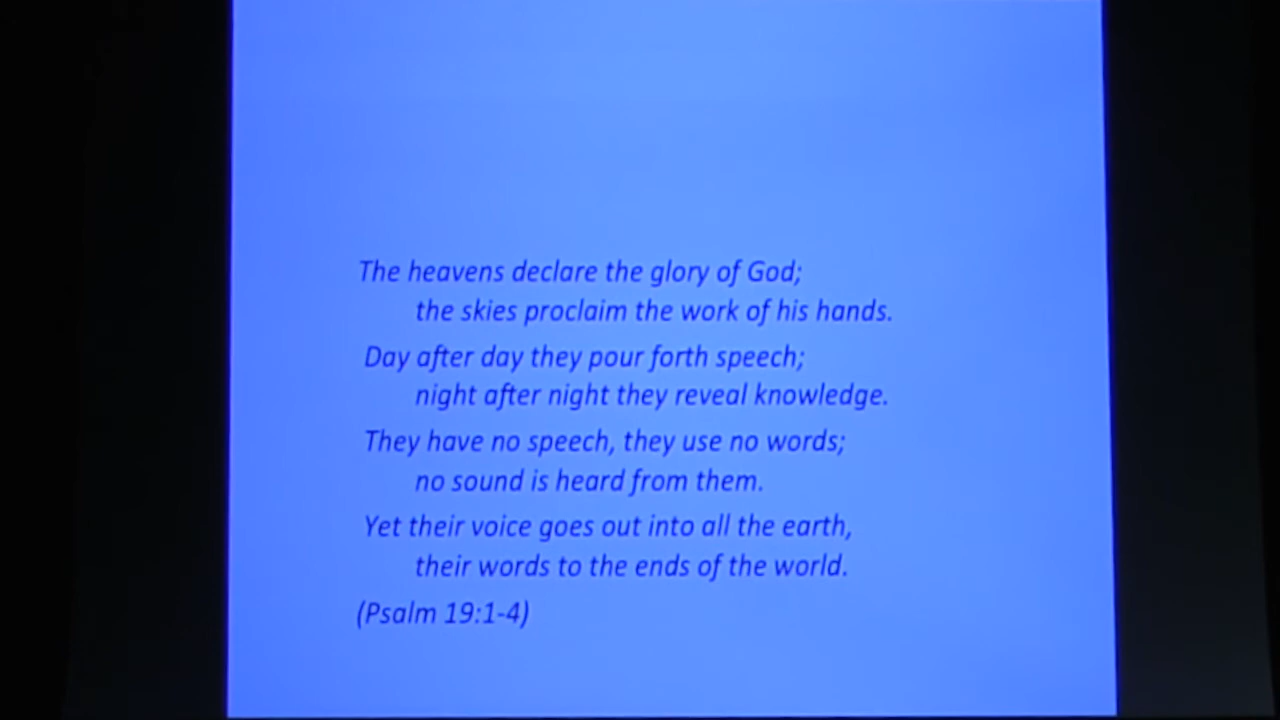 The heavens declare the glory of God;
the skies proclaim the work of his hands.
Day after day they pour forth speech;
night after night they reveal knowledge.
They have no speech, they use no words;
no sound is heard from them.
Yet their voice goes out into all the earth,
their words to the ends of the world.
(Psalm 19:1-4)